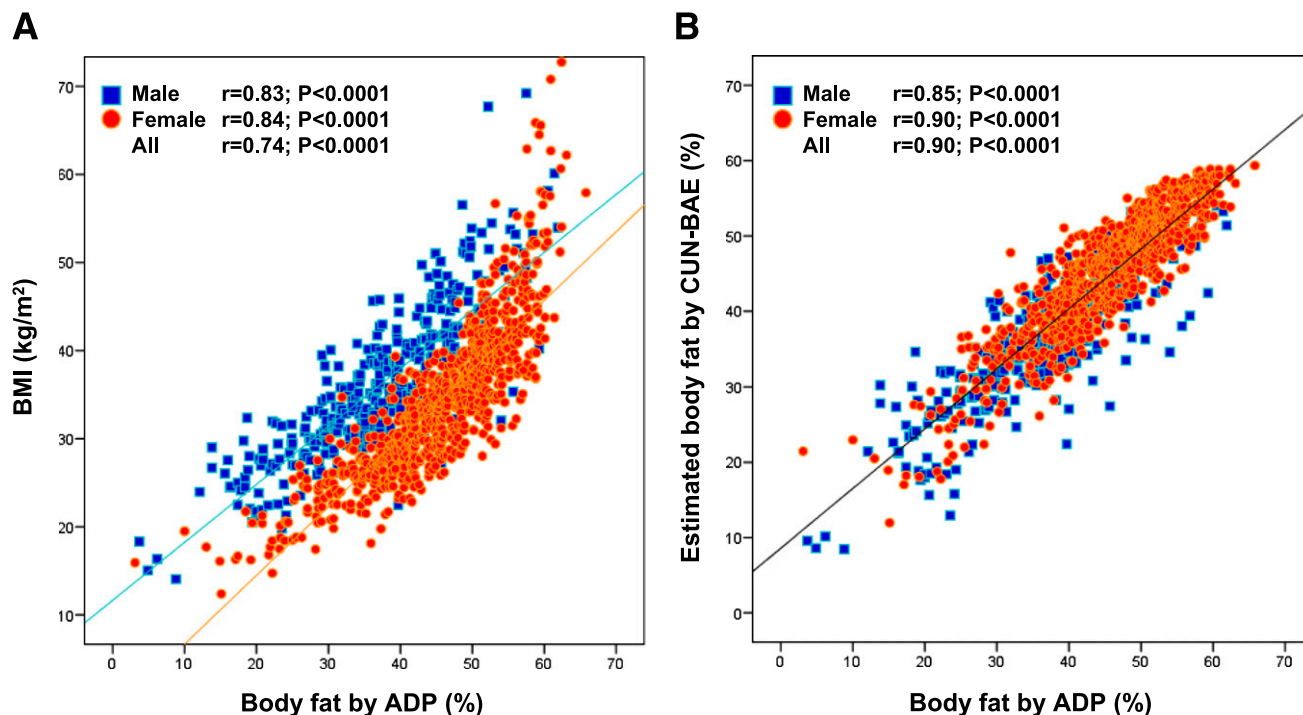 A
BMI (kg/m²)
70
60
50
40
30
20
10
Male r=0.83; P<0.0001
Female r=0.84; P<0.0001
All r=0.74; P<0.0001
0 10 20 30 40 50 60 70
Body fat by ADP (%)
B
Estimated body fat by CUN-BAE (%)
70
60
50
40
30
20
10
0
Male r=0.85; P<0.0001
Female r=0.90; P<0.0001
All r=0.90; P<0.0001
0 10 20 30 40 50 60 70
Body fat by ADP (%)